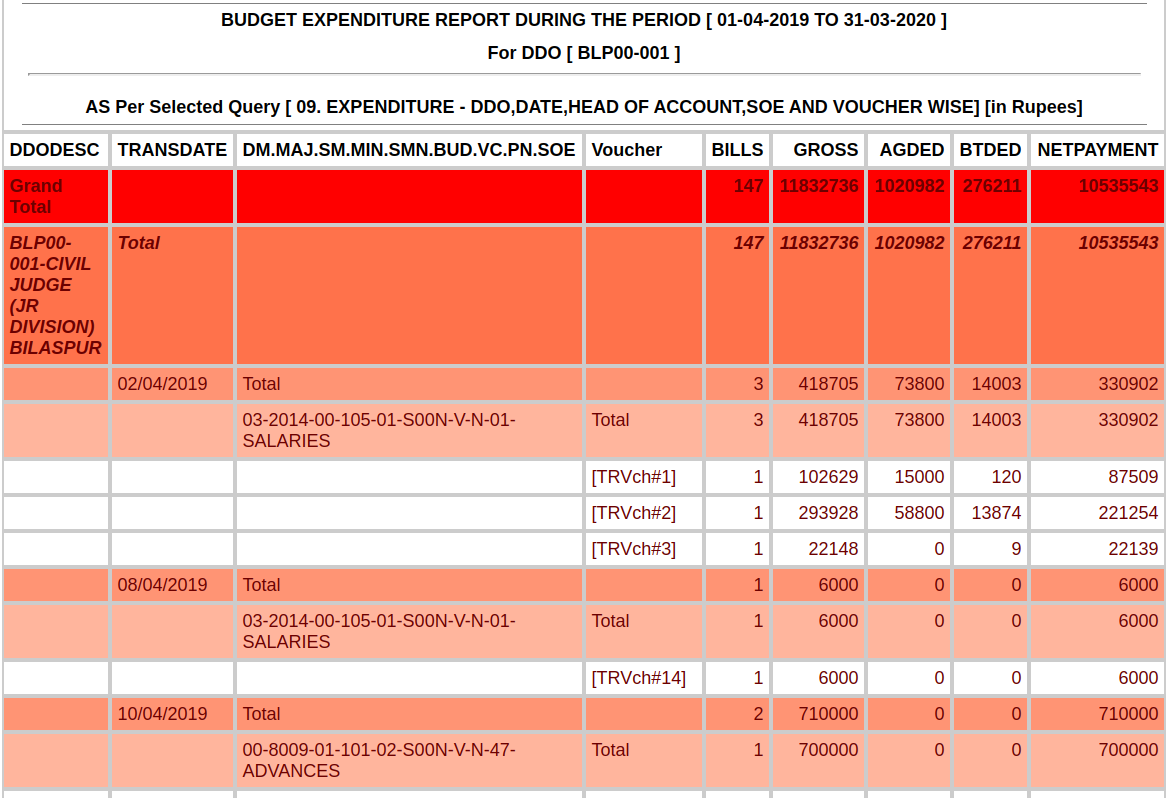 BUDGET EXPENDITURE REPORT DURING THE PERIOD [ 01-04-2019 TO 31-03-2020 ]
For DDO [ BLP00-001 ]
AS Per Selected Query [ 09. EXPENDITURE - DDO,DATE,HEAD OF ACCOUNT,SOE AND VOUCHER WISE] [in Rupees]
DDODESC TRANSDATE DM.MAJ.SM.MIN.SMN.BUD.VC.PN.SOE Voucher BILLS GROSS AGDED BTDED NETPAYMENT
Grand 147 11832736 1020982 276211 10535543
Total
BLP00- Total 147 11832736 1020982 276211 10535543
001-CIVIL
JUDGE
(JR
DIVISION)
BILASPUR
02/04/2019 Total 3 418705 73800 14003 330902
03-2014-00-105-01-S00N-V-N-01- Total 3 418705 73800 14003 330902
SALARIES
[TRVch#1] 1 102629 15000 120 87509
[TRVch#2] 1 293928 58800 13874 221254
[TRVch#3] 1 22148 0 9 22139
08/04/2019 Total 1 6000 0 0 6000
03-2014-00-105-01-S00N-V-N-01- Total 1 6000 0 0 6000
SALARIES
[TRVch#14] 1 6000 0 0 6000
10/04/2019 Total 2 710000 0 0 710000
00-8009-01-101-02-S00N-V-N-47- Total 1 700000 0 0 700000
ADVANCES